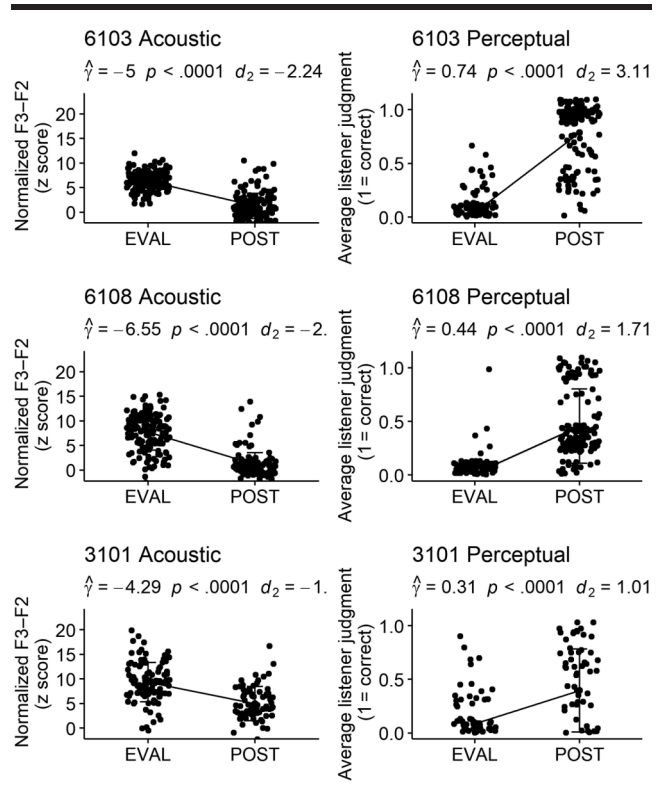 6103 Acoustic
γ̂ = −5 p < .0001 d₂ = −2.24
Normalized F3−F2
(z score)
20
15
10
5
0
EVAL POST
6103 Perceptual
γ̂ = 0.74 p < .0001 d₂ = 3.11
Average listener judgment
(1 = correct)
1.0
0.5
0.0
EVAL POST
6108 Acoustic
γ̂ = −6.55 p < .0001 d₂ = −2.
Normalized F3−F2
(z score)
20
15
10
5
0
EVAL POST
6108 Perceptual
γ̂ = 0.44 p < .0001 d₂ = 1.71
Average listener judgment
(1 = correct)
1.0
0.5
0.0
EVAL POST
3101 Acoustic
γ̂ = −4.29 p < .0001 d₂ = −1.
Normalized F3−F2
(z score)
20
15
10
5
0
EVAL POST
3101 Perceptual
γ̂ = 0.31 p < .0001 d₂ = 1.01
Average listener judgment
(1 = correct)
1.0
0.5
0.0
EVAL POST